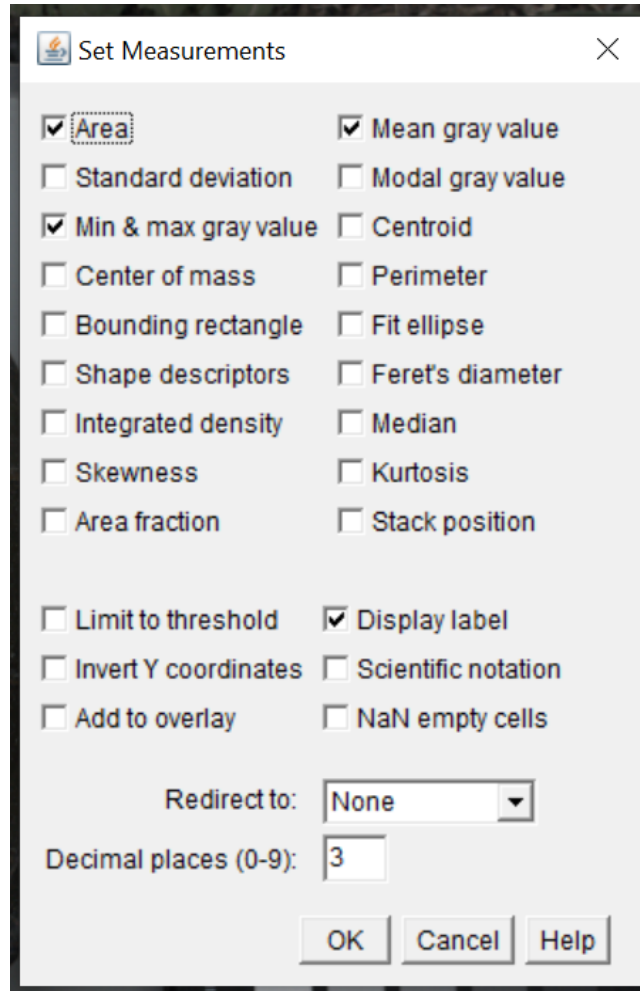 Set Measurements
Area Mean gray value
Standard deviation Modal gray value
Min & max gray value Centroid
Center of mass Perimeter
Bounding rectangle Fit ellipse
Shape descriptors Feret's diameter
Integrated density Median
Skewness Kurtosis
Area fraction Stack position
Limit to threshold Display label
Invert Y coordinates Scientific notation
Add to overlay NaN empty cells
Redirect to: None
Decimal places (0-9): 3
OK Cancel Help